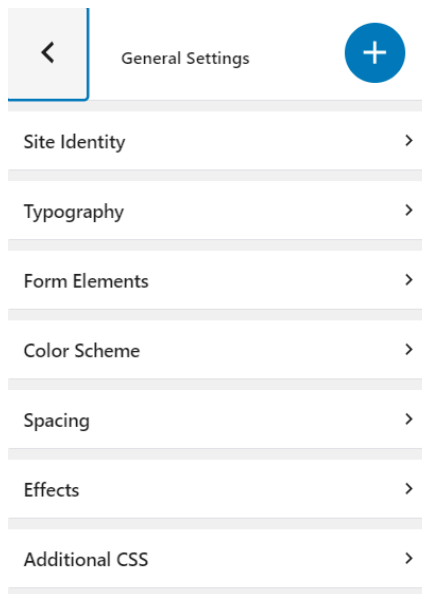 General Settings
Site Identity
Typography
Form Elements
Color Scheme
Spacing
Effects
Additional CSS